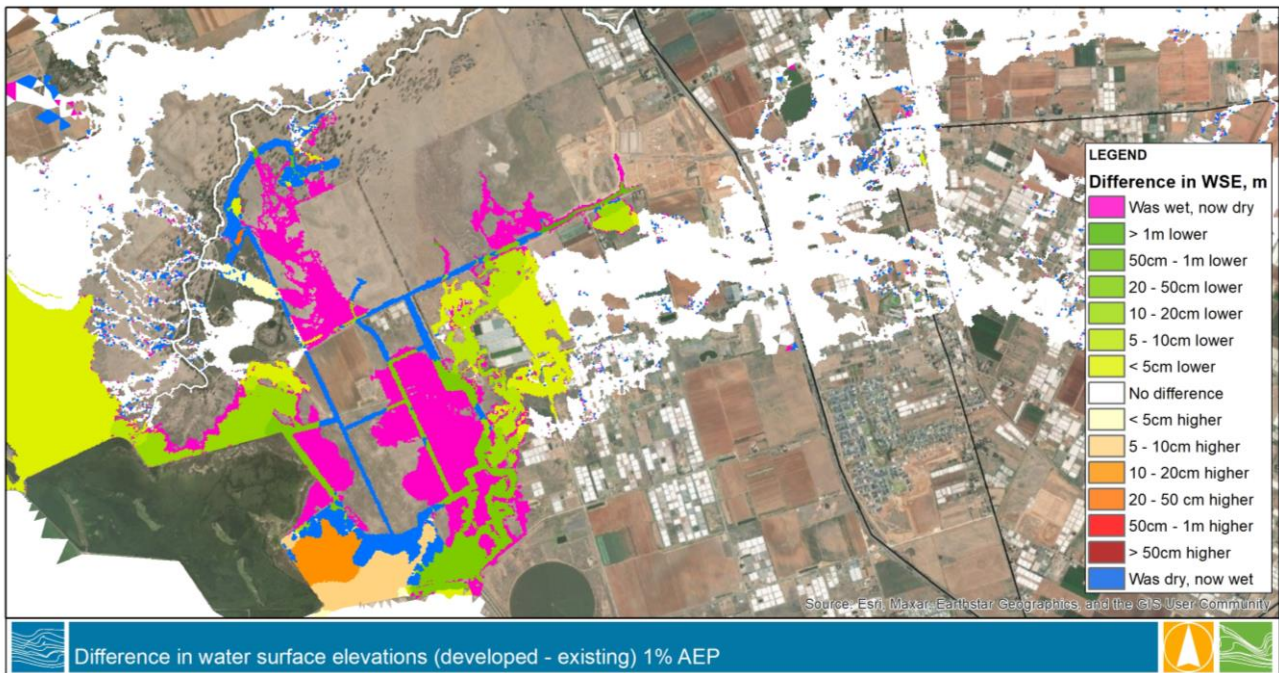 LEGEND
Difference in WSE, m
Was wet, now dry
> 1m lower
50cm - 1m lower
20 - 50cm lower
10 - 20cm lower
5 - 10cm lower
< 5cm lower
No difference
< 5cm higher
5 - 10cm higher
10 - 20cm higher
20 - 50 cm higher
50cm - 1m higher
> 50cm higher
Was dry, now wet
Source: Esri, Maxar, Earthstar Geographics, and the GIS User Community
Difference in water surface elevations (developed - existing) 1% AEP